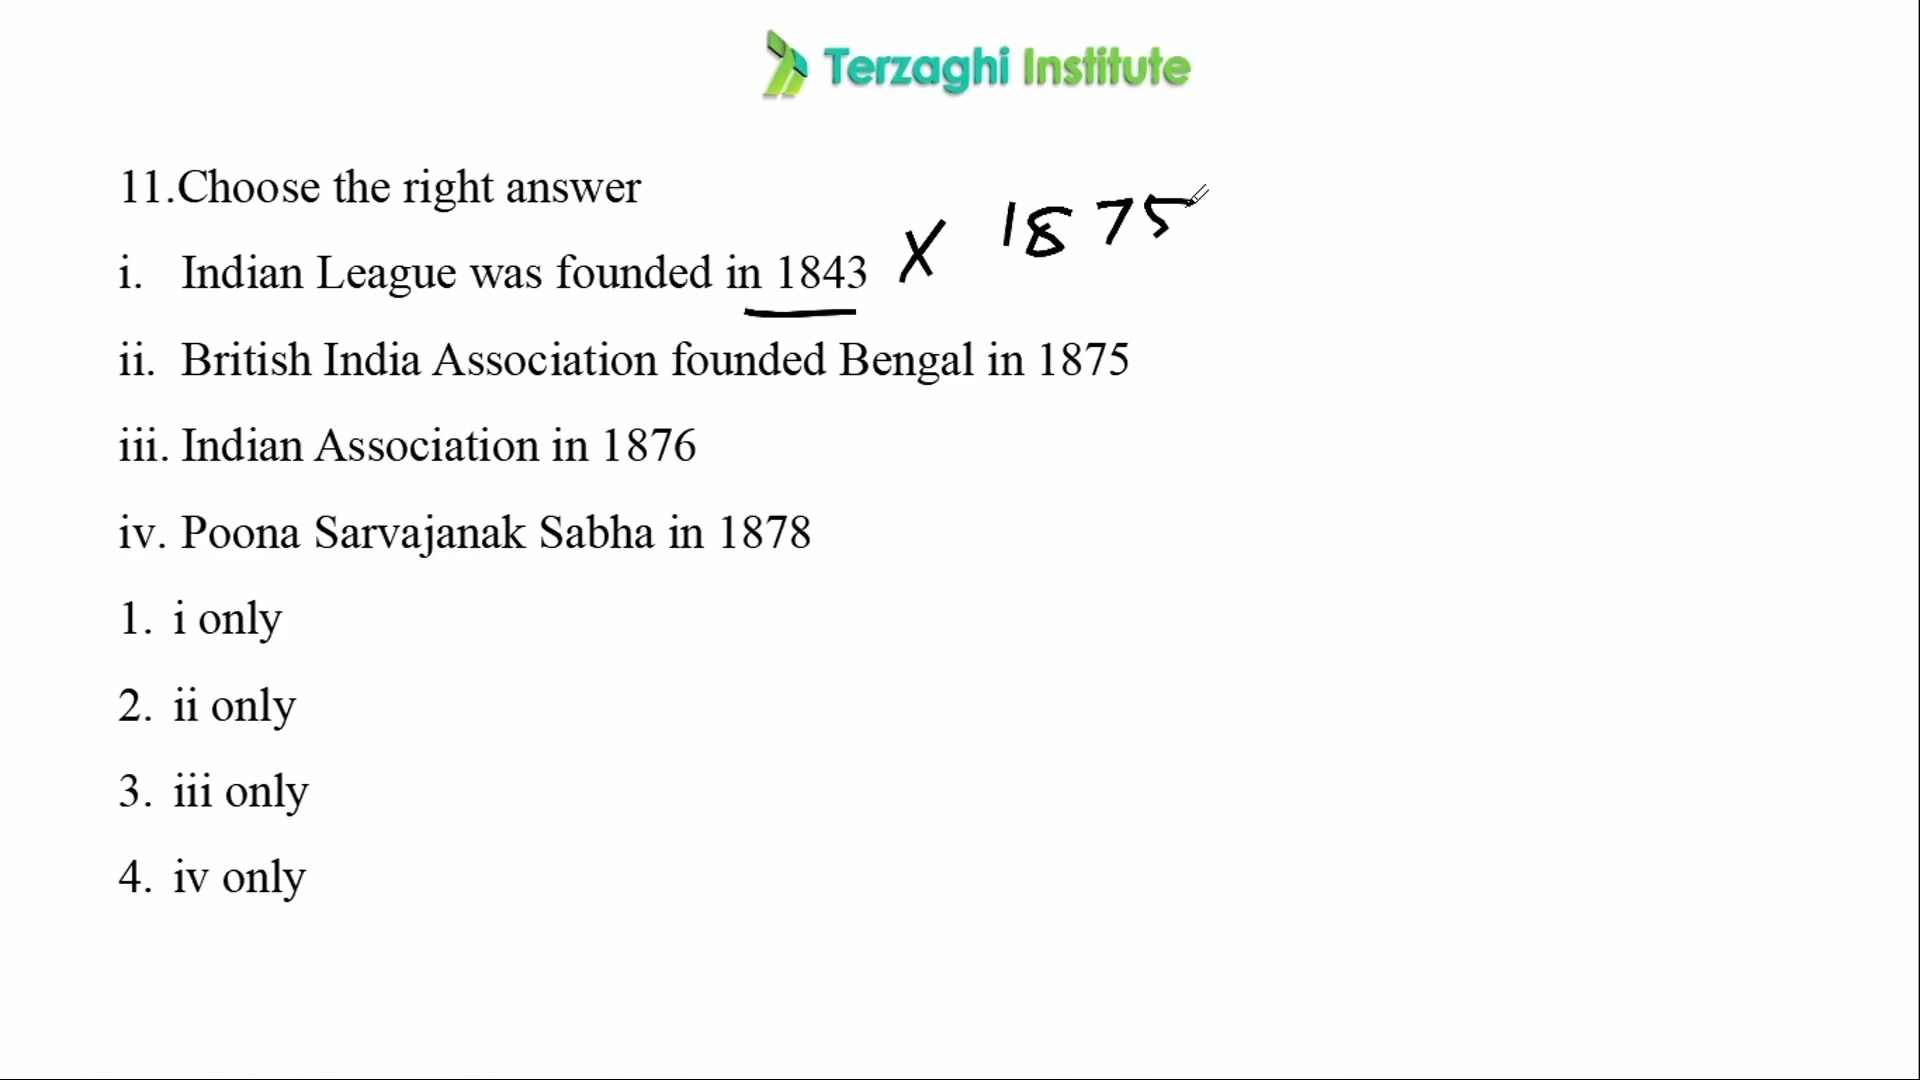 Terzaghi Institute
11.Choose the right answer
i. Indian League was founded in 1843 X 1875
ii. British India Association founded Bengal in 1875
iii. Indian Association in 1876
iv. Poona Sarvajanak Sabha in 1878
1. i only
2. ii only
3. iii only
4. iv only